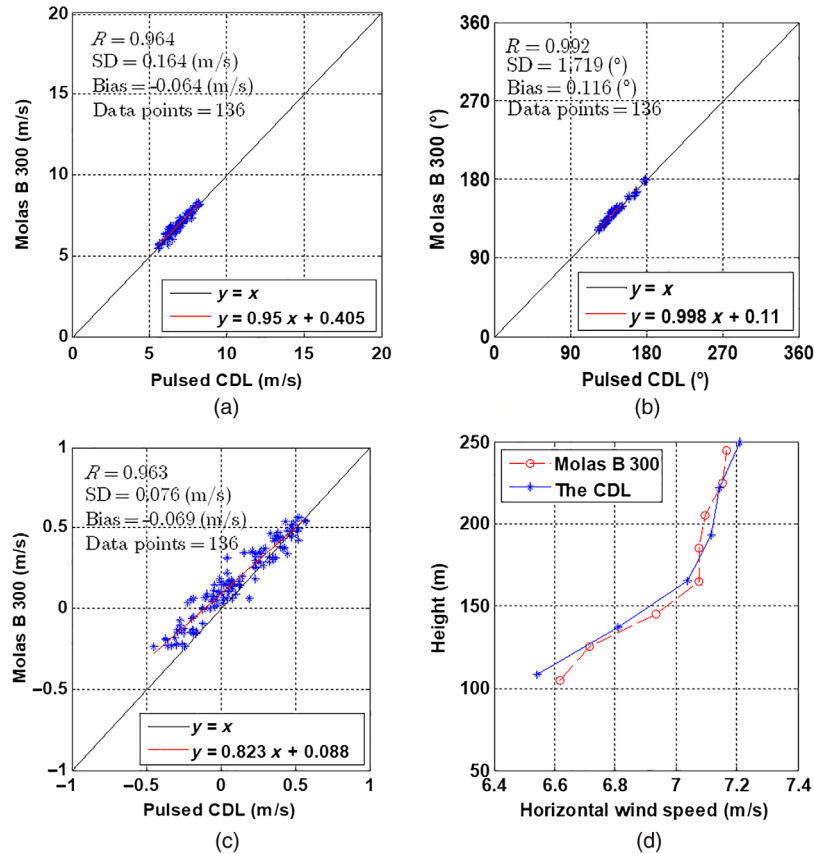 R = 0.964
SD = 0.164 (m/s)
Bias = -0.064 (m/s)
Data points = 136
20
15
10
5
0
Molas B 300 (m/s)
y = x
y = 0.95 x + 0.405
0 5 10 15 20
Pulsed CDL (m/s)
(a)
R = 0.992
SD = 1.719 (°)
Bias = 0.116 (°)
Data points = 136
360
270
180
90
0
Molas B 300 (°)
y = x
y = 0.998 x + 0.11
0 90 180 270 360
Pulsed CDL (°)
(b)
R = 0.963
SD = 0.076 (m/s)
Bias = -0.069 (m/s)
Data points = 136
1
0.5
0
−0.5
−1
Molas B 300 (m/s)
y = x
y = 0.823 x + 0.088
−1 −0.5 0 0.5 1
Pulsed CDL (m/s)
(c)
Molas B 300
The CDL
250
200
150
100
50
Height (m)
6.4 6.6 6.8 7 7.2 7.4
Horizontal wind speed (m/s)
(d)